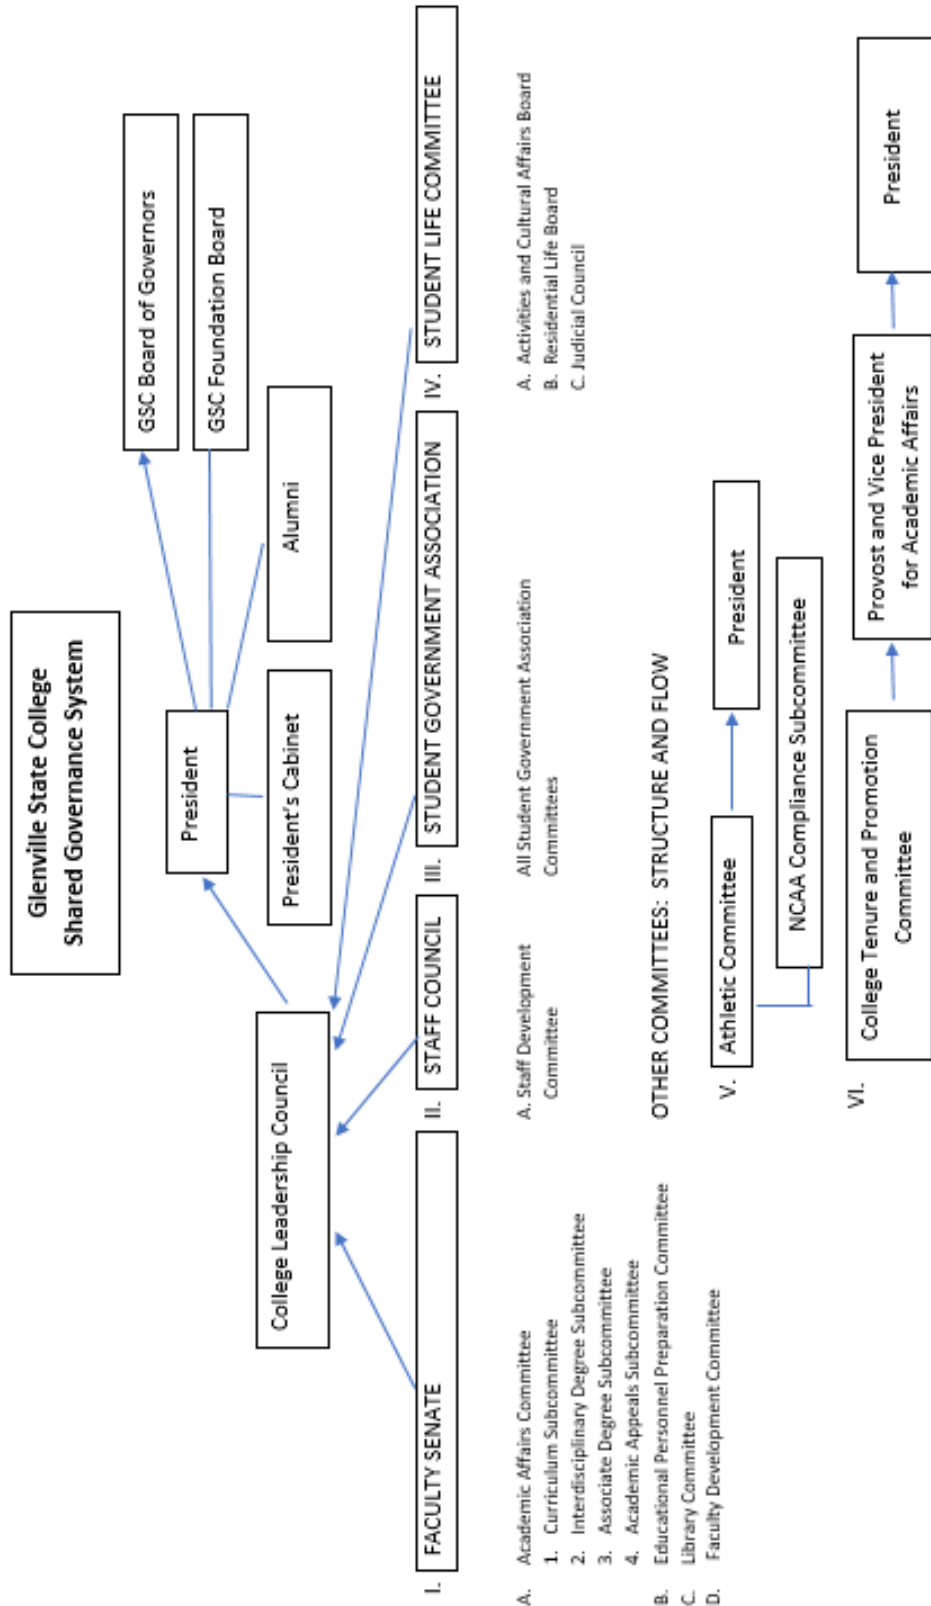 Glenville State College
Shared Governance System
GSC Board of Governors
President
GSC Foundation Board
College Leadership Council
President's Cabinet
Alumni
I. FACULTY SENATE
II. STAFF COUNCIL
III. STUDENT GOVERNMENT ASSOCIATION
IV. STUDENT LIFE COMMITTEE
A. Academic Affairs Committee
1. Curriculum Subcommittee
2. Interdisciplinary Degree Subcommittee
3. Associate Degree Subcommittee
4. Academic Appeals Subcommittee
B. Educational Personnel Preparation Committee
C. Library Committee
D. Faculty Development Committee
A. Staff Development
Committee
All Student Government Association
Committees
A. Activities and Cultural Affairs Board
B. Residential Life Board
C. Judicial Council
OTHER COMMITTEES: STRUCTURE AND FLOW
V. Athletic Committee
President
NCAA Compliance Subcommittee
VI. College Tenure and Promotion
Committee
Provost and Vice President
for Academic Affairs
President